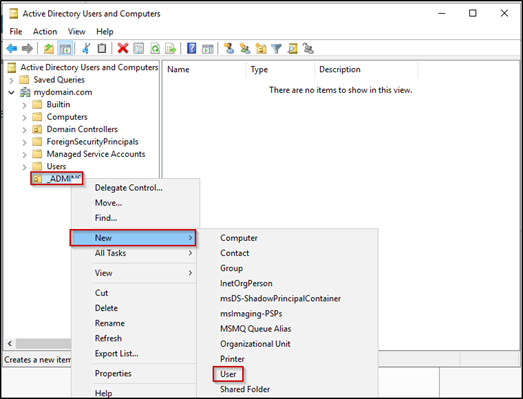 Active Directory Users and Computers
File Action View Help
Active Directory Users and Computers
Saved Queries
mydomain.com
Builtin
Computers
Domain Controllers
ForeignSecurityPrincipals
Managed Service Accounts
Users
Name Type Description
There are no items to show in this view.
Delegate Control...
Move...
Find...
New
All Tasks
View
Cut
Delete
Rename
Refresh
Export List...
Properties
Help
Computer
Contact
Group
InetOrgPerson
msDS-ShadowPrincipalContainer
msImaging-PSPs
MSMQ Queue Alias
Organizational Unit
Printer
User
Shared Folder
Creates a new